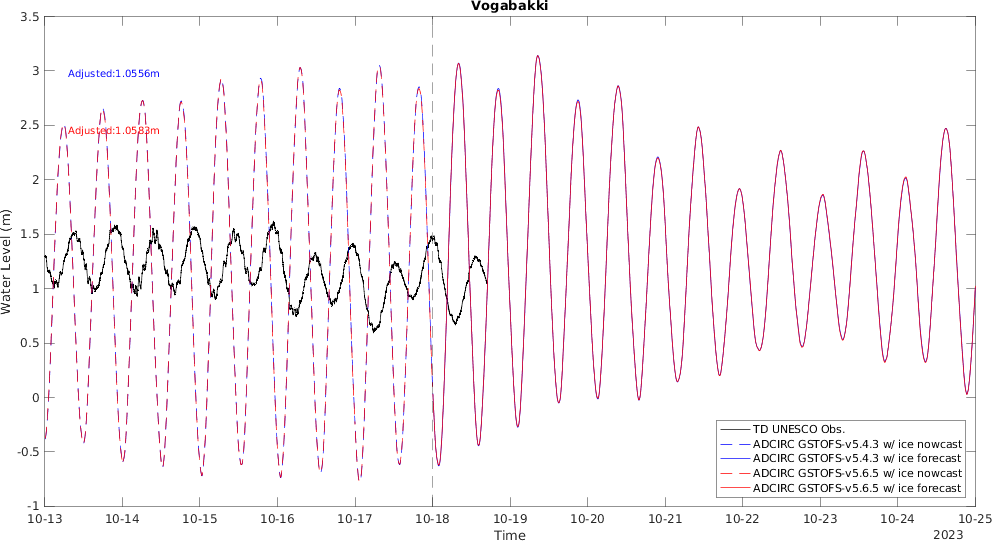 Vogabakki
3.5
3
2.5
2
1.5
1
0.5
0
-0.5
-1
Water Level (m)
Adjusted:1.0556m
Adjusted:1.0583m
TD UNESCO Obs.
ADCIRC GSTOFS-v5.4.3 w/ ice nowcast
ADCIRC GSTOFS-v5.4.3 w/ ice forecast
ADCIRC GSTOFS-v5.6.5 w/ ice nowcast
ADCIRC GSTOFS-v5.6.5 w/ ice forecast
10-13 10-14 10-15 10-16 10-17 10-18 10-19 10-20 10-21 10-22 10-23 10-24 10-25
Time
2023